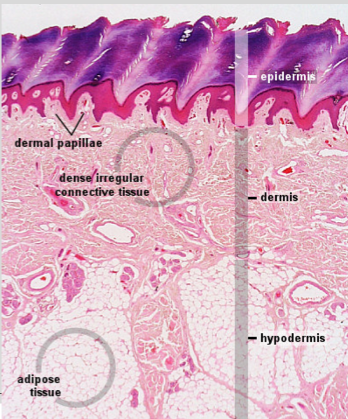 epidermis
dermal papillae
dense irregular
connective tissue
dermis
hypodermis
adipose
tissue